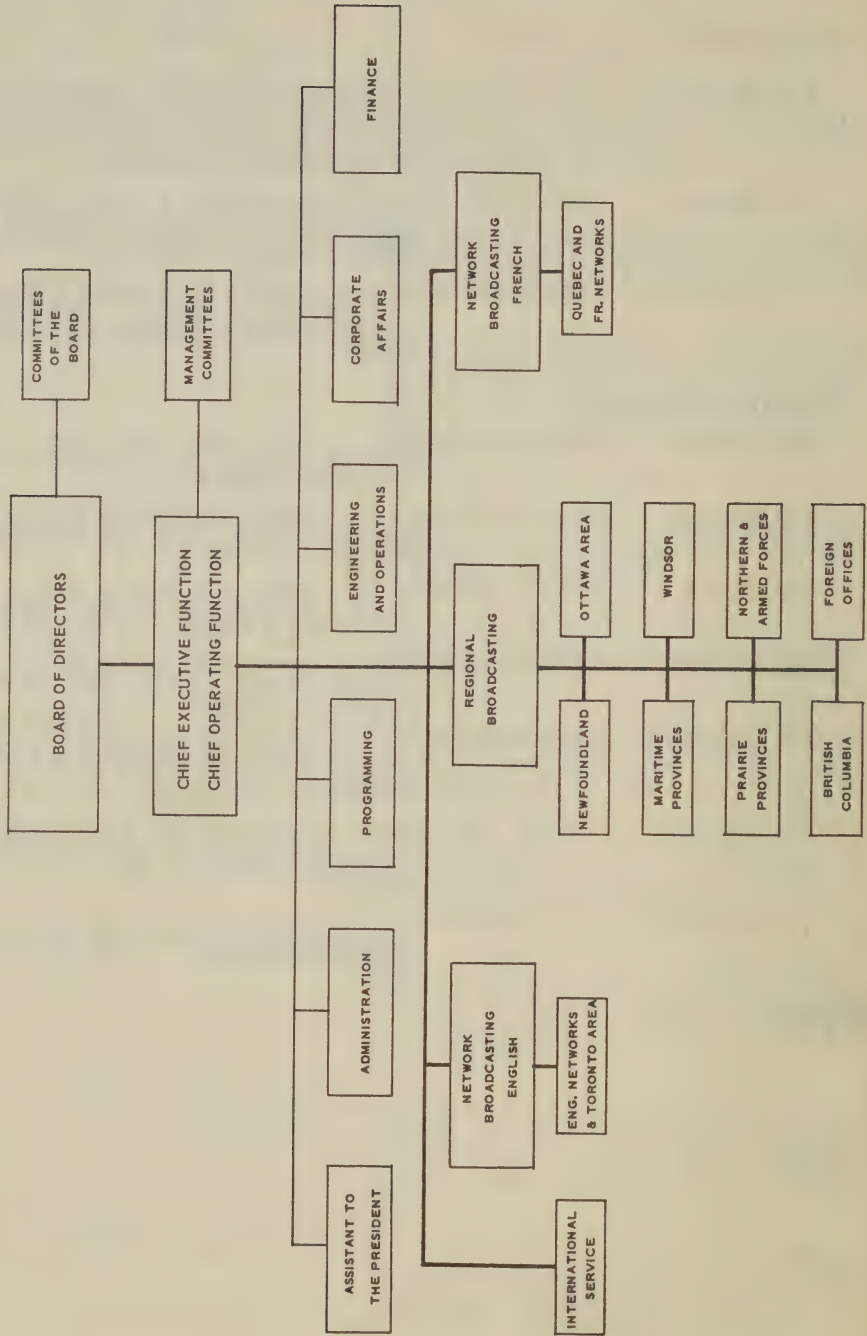 BOARD OF DIRECTORS
COMMITTEES
OF THE
BOARD
CHIEF EXECUTIVE FUNCTION
CHIEF OPERATING FUNCTION
MANAGEMENT
COMMITTEES
ASSISTANT TO
THE PRESIDENT
ADMINISTRATION
PROGRAMMING
ENGINEERING
AND OPERATIONS
CORPORATE
AFFAIRS
FINANCE
INTERNATIONAL
SERVICE
NETWORK
BROADCASTING
ENGLISH
ENG. NETWORKS
& TORONTO AREA
REGIONAL
BROADCASTING
NEWFOUNDLAND
OTTAWA AREA
MARITIME
PROVINCES
WINDSOR
PRAIRIE
PROVINCES
NORTHERN &
ARMED FORCES
BRITISH
COLUMBIA
FOREIGN
OFFICES
NETWORK
BROADCASTING
FRENCH
QUEBEC AND
FR. NETWORKS